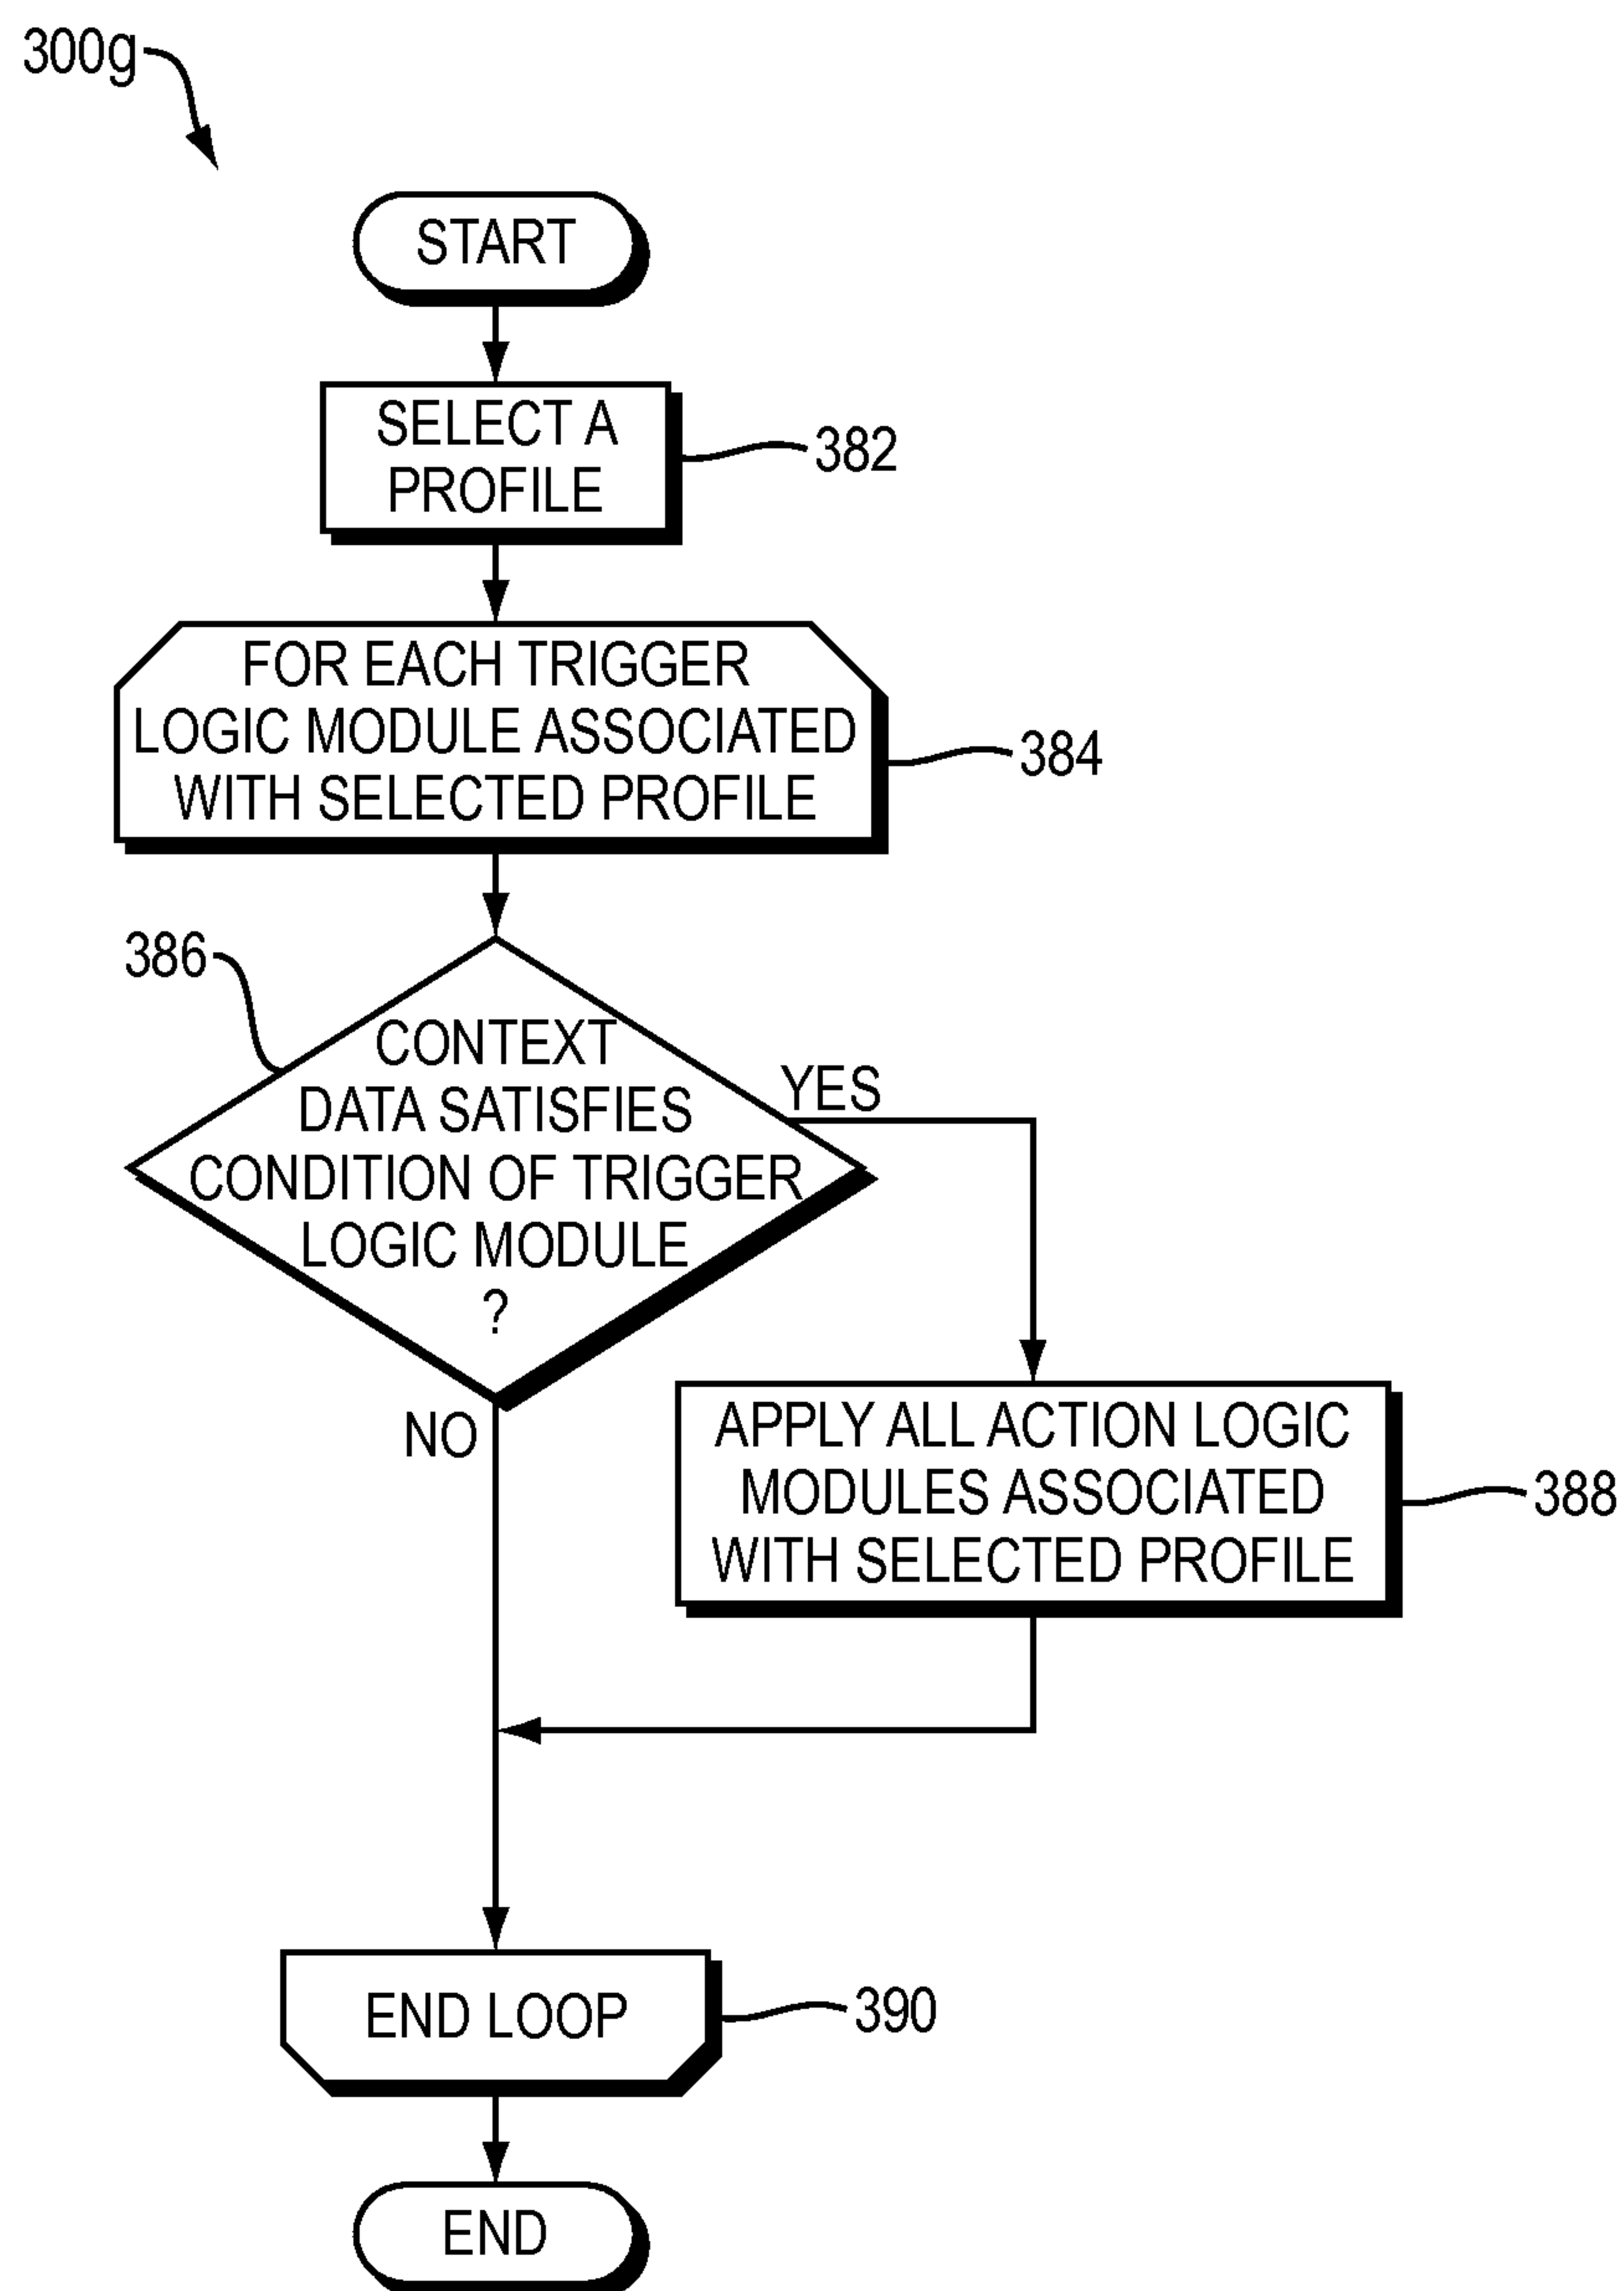 300g
START
SELECT A
PROFILE
382
FOR EACH TRIGGER
LOGIC MODULE ASSOCIATED
WITH SELECTED PROFILE
384
386
CONTEXT
DATA SATISFIES
CONDITION OF TRIGGER
LOGIC MODULE
?
YES
NO
APPLY ALL ACTION LOGIC
MODULES ASSOCIATED
WITH SELECTED PROFILE
388
END LOOP
390
END